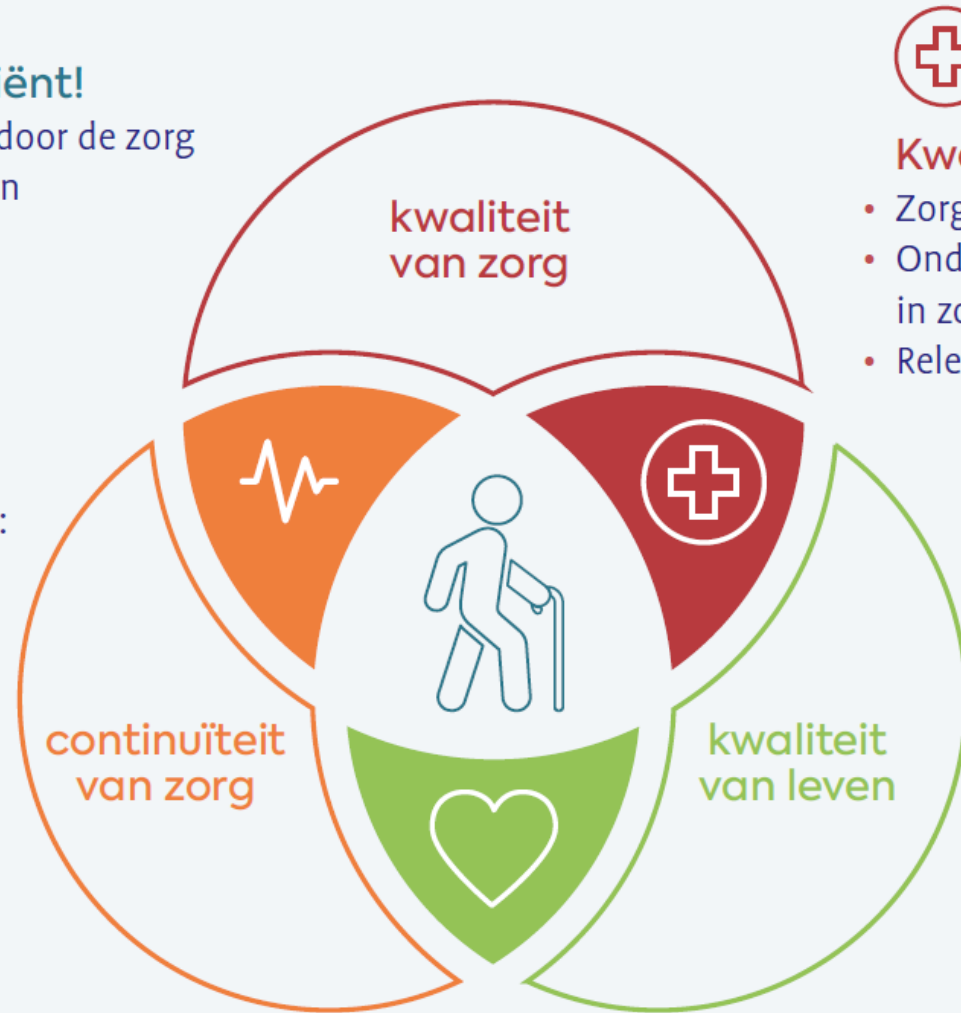 ënt!
door de zorg
n
:
kwaliteit
van zorg
continuïteit
van zorg
kwaliteit
van leven
Kw
• Zorg
• Ond
in zo
• Rele